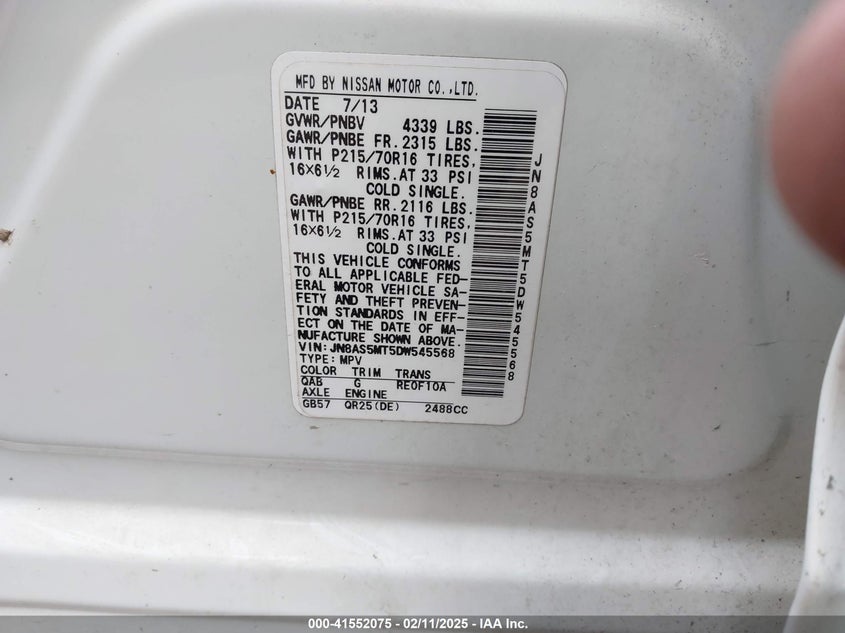 MFD BY NISSAN MOTOR CO.,LTD.
DATE 7/13
GVWR/PNBV 4339 LBS.
GAWR/PNBE FR.2315 LBS.
WITH P215/70R16 TIRES,
16×6½ RIMS.AT 33 PSI
COLD SINGLE.
GAWR/PNBE RR.2116 LBS.
WITH P215/70R16 TIRES,
16×6½ RIMS.AT 33 PSI
COLD SINGLE.
THIS VEHICLE CONFORMS
TO ALL APPLICABLE FED-
ERAL MOTOR VEHICLE SA-
FETY AND THEFT PREVEN-
TION STANDARDS IN EFF-
ECT ON THE DATE OF MA-
NUFACTURE SHOWN ABOVE.
VIN:JN8AS5MT5DW545568
TYPE:MPV
COLOR TRIM TRANS
QAB G RE0F10A
AXLE ENGINE
GB57 QR25(DE) 2488CC
JN8AS5MT5DW545568
000-41552075 - 02/11/2025 - IAA Inc.